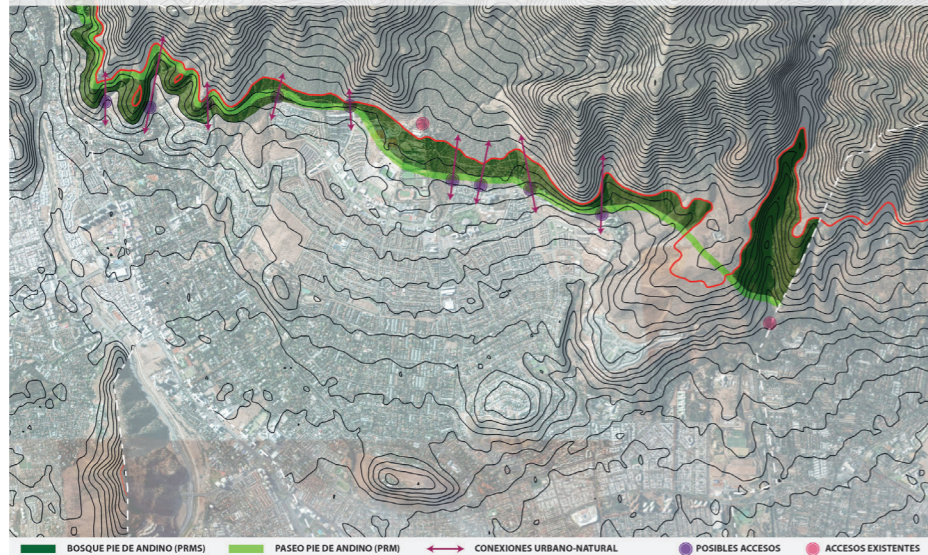 BOSQUE PIE DE ANDINO (PRMS) PASEO PIE DE ANDINO (PRM) CONEXIONES URBANO-NATURAL POSIBLES ACCESOS ACCESOS EXISTENTES